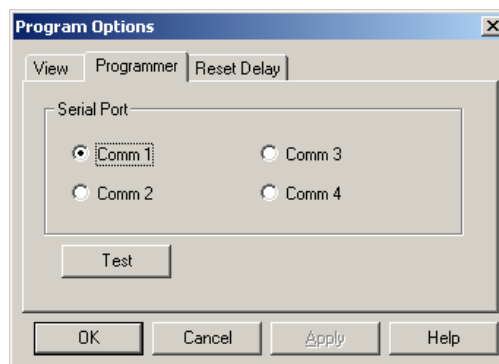 Program Options
View Programmer Reset Delay
Serial Port
Comm 1 Comm 3
Comm 2 Comm 4
Test
OK Cancel Apply Help